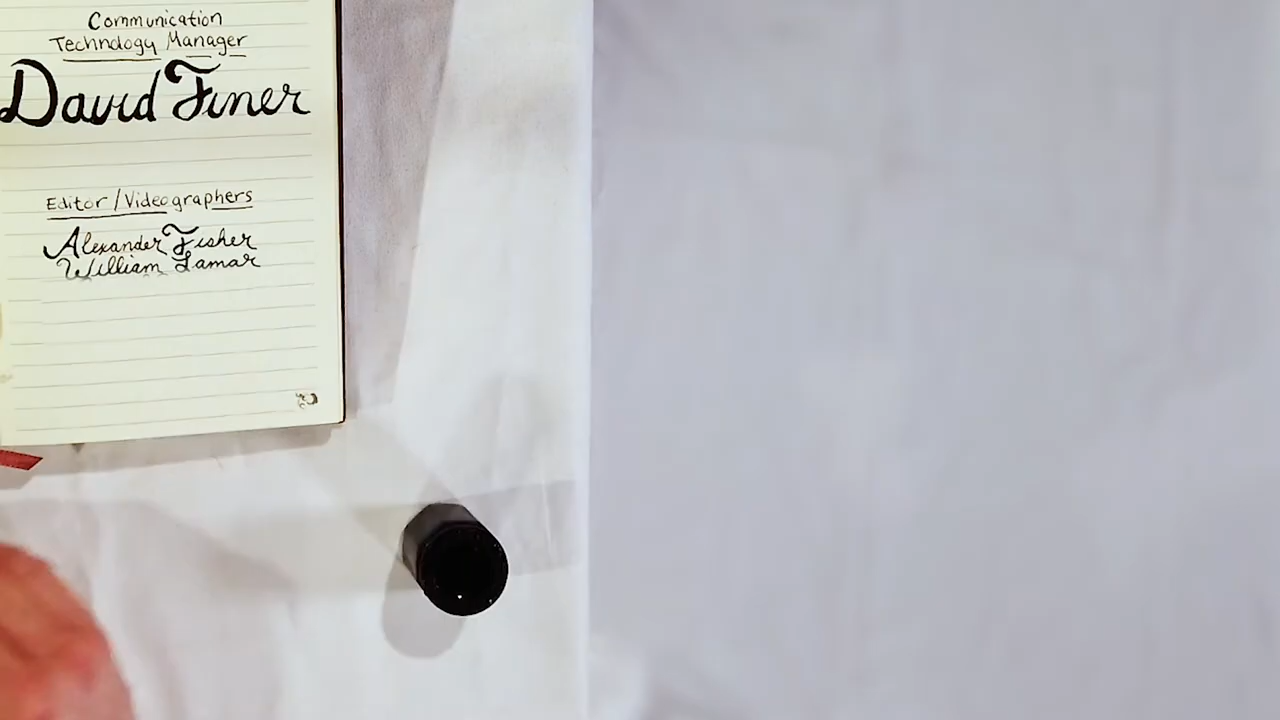 Communication
Technology Manager
David Finer
Editor/Videographers
Alexander Fisher
William Lamar